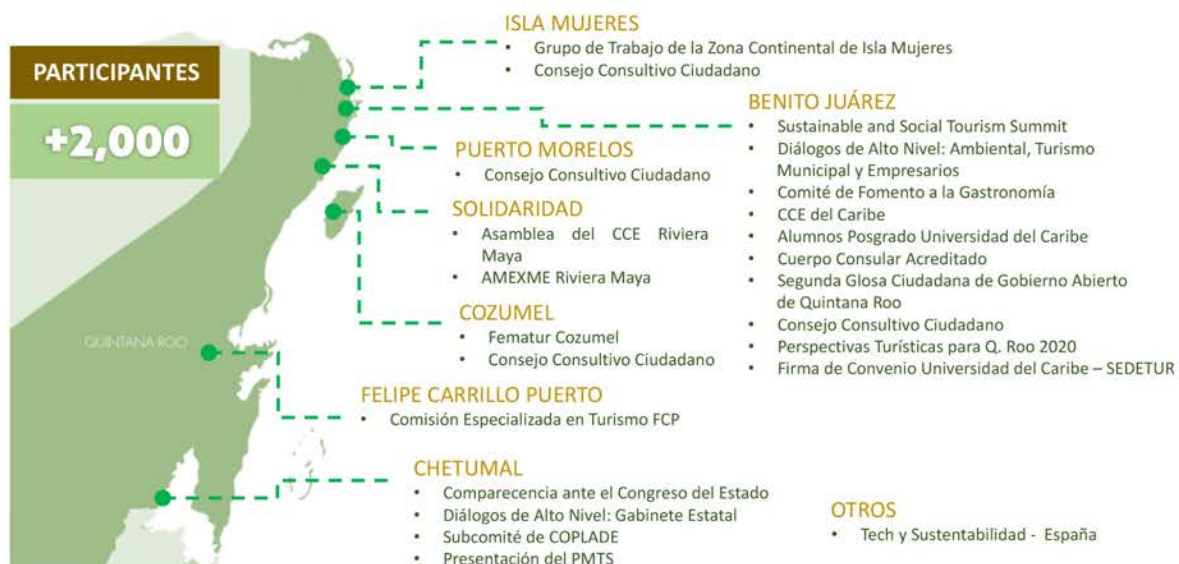 PARTICIPANTES
+2,000
ISLA MUJERES
• Grupo de Trabajo de la Zona Continental de Isla Mujeres
• Consejo Consultivo Ciudadano
BENITO JUÁREZ
• Sustainable and Social Tourism Summit
• Diálogos de Alto Nivel: Ambiental, Turismo
Municipal y Empresarios
• Comité de Fomento a la Gastronomía
• CCE del Caribe
• Alumnos Posgrado Universidad del Caribe
• Cuerpo Consular Acreditado
• Segunda Glosa Ciudadana de Gobierno Abierto
de Quintana Roo
• Consejo Consultivo Ciudadano
• Perspectivas Turísticas para Q. Roo 2020
• Firma de Convenio Universidad del Caribe – SEDETUR
PUERTO MORELOS
• Consejo Consultivo Ciudadano
SOLIDARIDAD
• Asamblea del CCE Riviera
Maya
• AMEXME Riviera Maya
COZUMEL
• Fematur Cozumel
• Consejo Consultivo Ciudadano
QUINTANA ROO
FELIPE CARRILLO PUERTO
• Comisión Especializada en Turismo FCP
CHETUMAL
• Comparecencia ante el Congreso del Estado
• Diálogos de Alto Nivel: Gabinete Estatal
• Subcomité de COPLADE
• Presentación del PMTS
OTROS
• Tech y Sustentabilidad - España